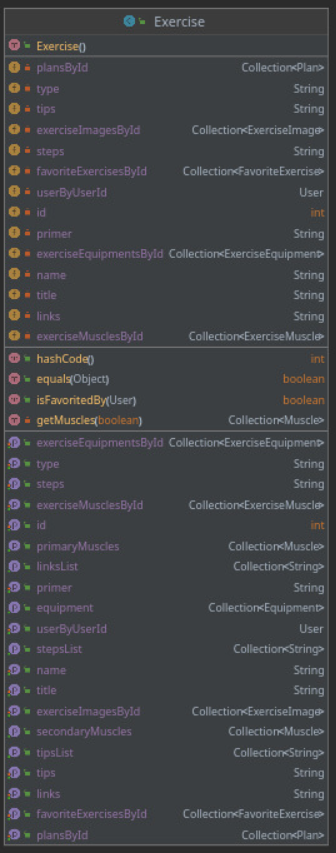 Exercise
Exercise()
plansById Collection<Plan>
type String
tips String
exerciseImagesById Collection<ExerciseImage>
steps String
favoriteExercisesById Collection<FavoriteExercise>
userByUserId User
id int
primer String
exerciseEquipmentsById Collection<ExerciseEquipment>
name String
title String
links String
exerciseMusclesById Collection<ExerciseMuscle>
hashCode() int
equals(Object) boolean
isFavoritedBy(User) boolean
getMuscles(boolean) Collection<Muscle>
exerciseEquipmentsById Collection<ExerciseEquipment>
type String
steps String
exerciseMusclesById Collection<ExerciseMuscle>
id int
primaryMuscles Collection<Muscle>
linksList Collection<String>
primer String
equipment Collection<Equipment>
userByUserId User
stepsList Collection<String>
name String
title String
exerciseImagesById Collection<ExerciseImage>
secondaryMuscles Collection<Muscle>
tipsList Collection<String>
tips String
links String
favoriteExercisesById Collection<FavoriteExercise>
plansById Collection<Plan>